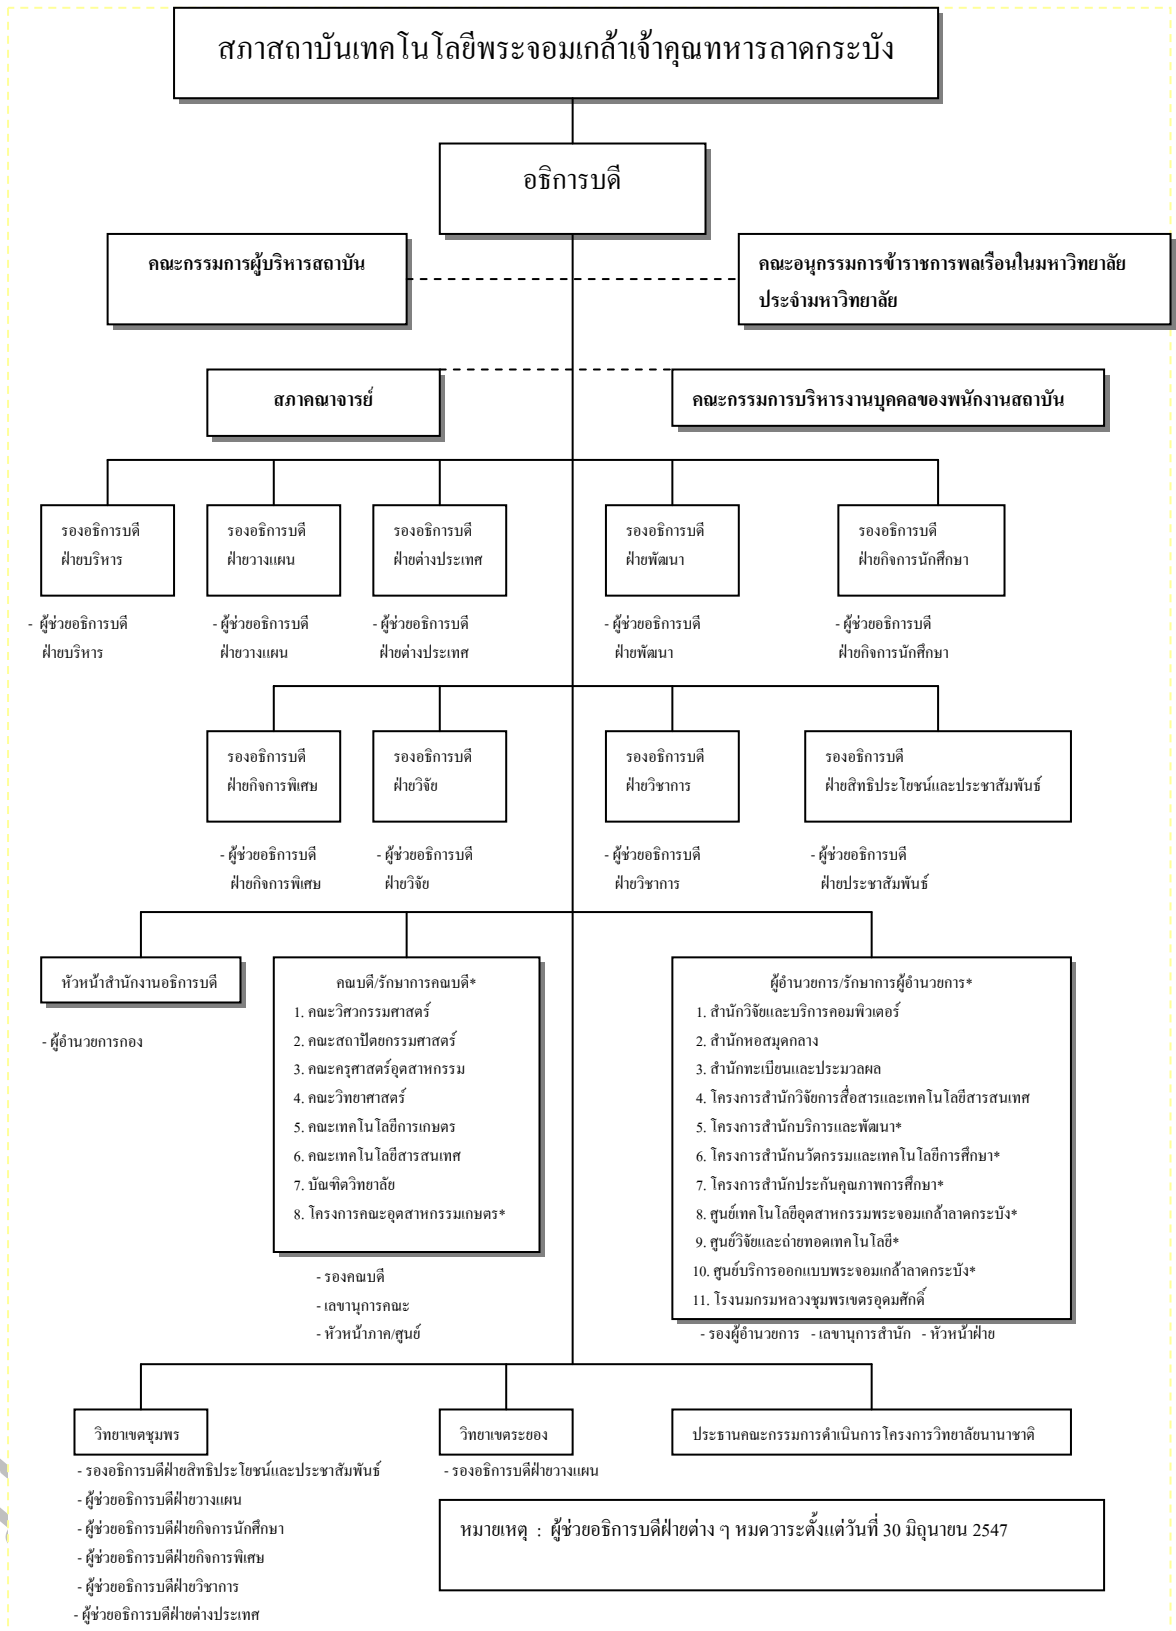 สภาสถาบันเทคโนโลยีพระจอมเกล้าเจ้าคุณทหารลาดกระบัง
อธิการบดี
คณะกรรมการผู้บริหารสถาบัน
คณะอนุกรรมการข้าราชการพลเรือนในมหาวิทยาลัย
ประจำมหาวิทยาลัย
สภาคณาจารย์
คณะกรรมการบริหารงานบุคคลของพนักงานสถาบัน
รองอธิการบดี
ฝ่ายบริหาร
รองอธิการบดี
ฝ่ายวางแผน
รองอธิการบดี
ฝ่ายต่างประเทศ
รองอธิการบดี
ฝ่ายพัฒนา
รองอธิการบดี
ฝ่ายกิจการนักศึกษา
- ผู้ช่วยอธิการบดี
ฝ่ายบริหาร
- ผู้ช่วยอธิการบดี
ฝ่ายวางแผน
- ผู้ช่วยอธิการบดี
ฝ่ายต่างประเทศ
- ผู้ช่วยอธิการบดี
ฝ่ายพัฒนา
- ผู้ช่วยอธิการบดี
ฝ่ายกิจการนักศึกษา
รองอธิการบดี
ฝ่ายกิจการพิเศษ
รองอธิการบดี
ฝ่ายวิจัย
รองอธิการบดี
ฝ่ายวิชาการ
รองอธิการบดี
ฝ่ายสิทธิประโยชน์และประชาสัมพันธ์
- ผู้ช่วยอธิการบดี
ฝ่ายกิจการพิเศษ
- ผู้ช่วยอธิการบดี
ฝ่ายวิจัย
- ผู้ช่วยอธิการบดี
ฝ่ายวิชาการ
- ผู้ช่วยอธิการบดี
ฝ่ายประชาสัมพันธ์
หัวหน้าสำนักงานอธิการบดี
- ผู้อำนวยการกอง
คณบดี/รักษาการคณบดี*
1. คณะวิศวกรรมศาสตร์
2. คณะสถาปัตยกรรมศาสตร์
3. คณะครุศาสตร์อุตสาหกรรม
4. คณะวิทยาศาสตร์
5. คณะเทคโนโลยีการเกษตร
6. คณะเทคโนโลยีสารสนเทศ
7. บัณฑิตวิทยาลัย
8. โครงการคณะอุตสาหกรรมเกษตร*
- รองคณบดี
- เลขานุการคณะ
- หัวหน้าภาค/ศูนย์
ผู้อำนวยการ/รักษาการผู้อำนวยการ*
1. สำนักวิจัยและบริการคอมพิวเตอร์
2. สำนักหอสมุดกลาง
3. สำนักทะเบียนและประมวลผล
4. โครงการสำนักวิจัยการสื่อสารและเทคโนโลยีสารสนเทศ
5. โครงการสำนักบริการและพัฒนา*
6. โครงการสำนักนวัตกรรมและเทคโนโลยีการศึกษา*
7. โครงการสำนักประกันคุณภาพการศึกษา*
8. ศูนย์เทคโนโลยีอุตสาหกรรมพระจอมเกล้าลาดกระบัง*
9. ศูนย์วิจัยและถ่ายทอดเทคโนโลยี*
10. ศูนย์บริการออกแบบพระจอมเกล้าลาดกระบัง*
11. โรงนมกรมหลวงชุมพรเขตรอุดมศักดิ์
- รองผู้อำนวยการ - เลขานุการสำนัก - หัวหน้าฝ่าย
วิทยาเขตชุมพร
- รองอธิการบดีฝ่ายสิทธิประโยชน์และประชาสัมพันธ์
- ผู้ช่วยอธิการบดีฝ่ายวางแผน
- ผู้ช่วยอธิการบดีฝ่ายกิจการนักศึกษา
- ผู้ช่วยอธิการบดีฝ่ายกิจการพิเศษ
- ผู้ช่วยอธิการบดีฝ่ายวิชาการ
- ผู้ช่วยอธิการบดีฝ่ายต่างประเทศ
วิทยาเขตระยอง
- รองอธิการบดีฝ่ายวางแผน
ประธานคณะกรรมการดำเนินการโครงการวิทยาลัยนานาชาติ
หมายเหตุ : ผู้ช่วยอธิการบดีฝ่ายต่าง ๆ หมดวาระตั้งแต่วันที่ 30 มิถุนายน 2547